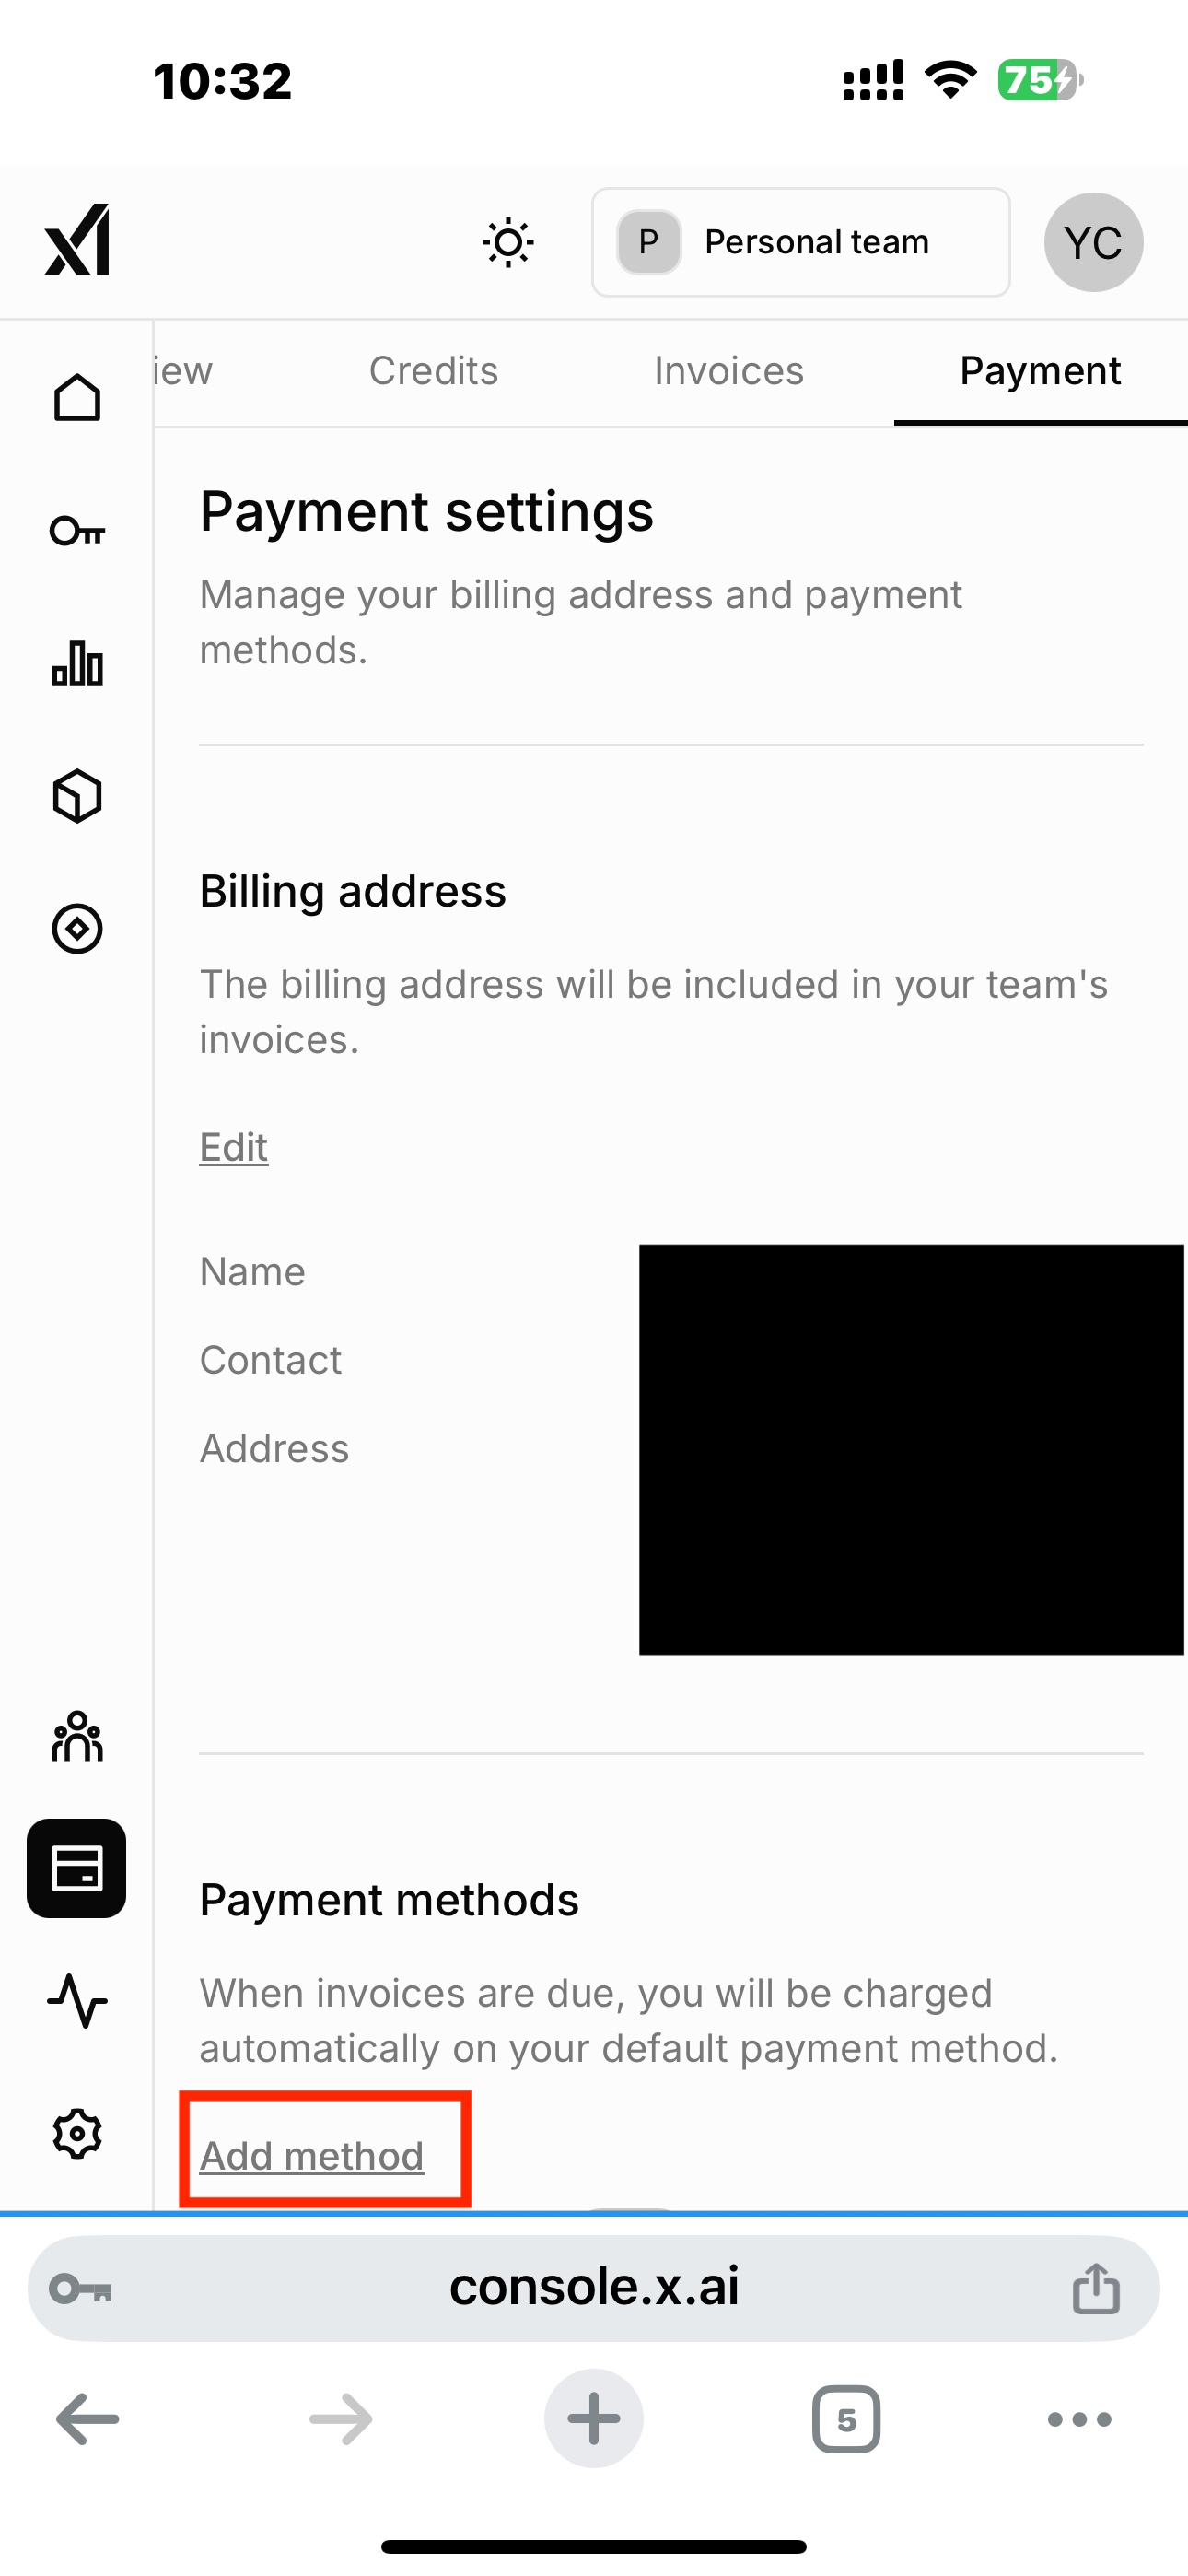 10:32
75
P
Personal team
YC
iew
Credits
Invoices
Payment
Payment settings
Manage your billing address and payment
methods.
Billing address
The billing address will be included in your team's
invoices.
Edit
Name
Contact
Address
Payment methods
When invoices are due, you will be charged
automatically on your default payment method.
Add method
console.x.ai
5